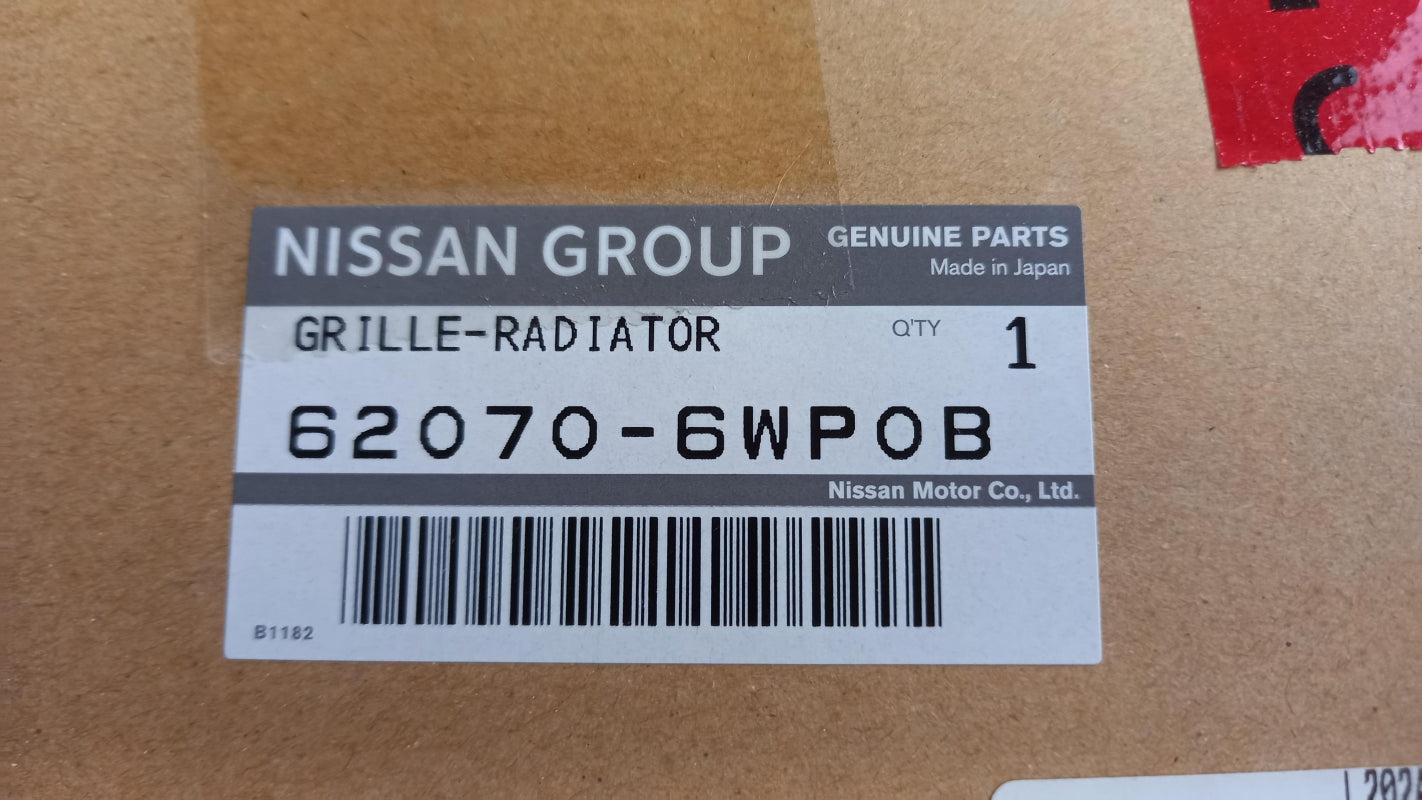 NISSAN GROUP
GENUINE PARTS
Made in Japan
GRILLE-RADIATOR
Q'TY 1
62070-6WP0B
Nissan Motor Co., Ltd.
B1182